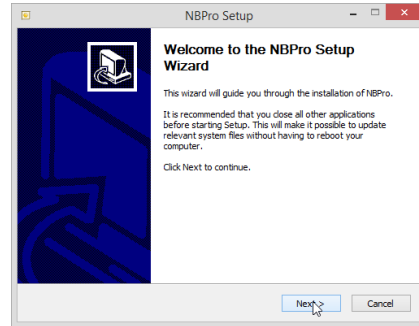 NBPro Setup
Welcome to the NBPro Setup
Wizard
This wizard will guide you through the installation of NBPro.
It is recommended that you close all other applications
before starting Setup. This will make it possible to update
relevant system files without having to reboot your
computer.
Click Next to continue.
Next > Cancel